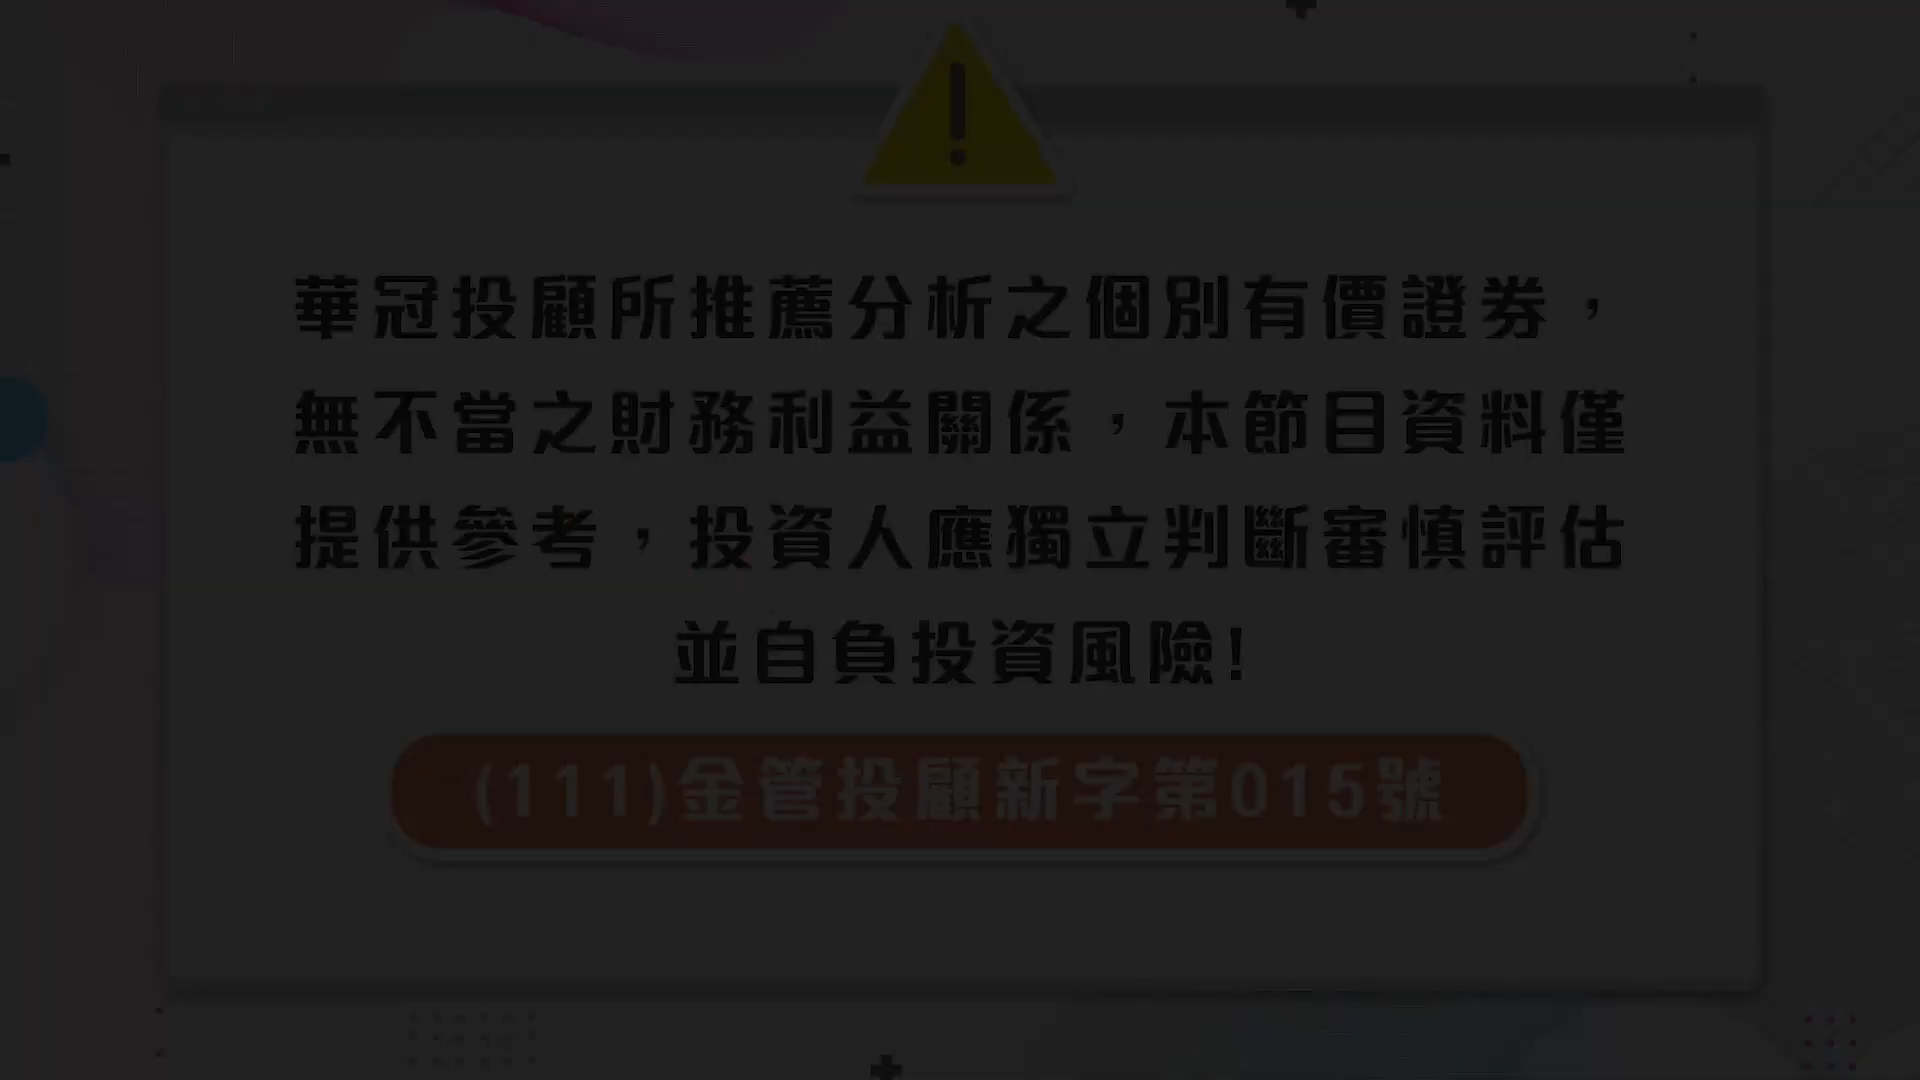 華冠投顧所推薦分析之個別有價證券，
無不當之財務利益關係，本節目資料僅
提供參考，投資人應獨立判斷審慎評估
並自負投資風險!
(111)金管投顧新字第015號